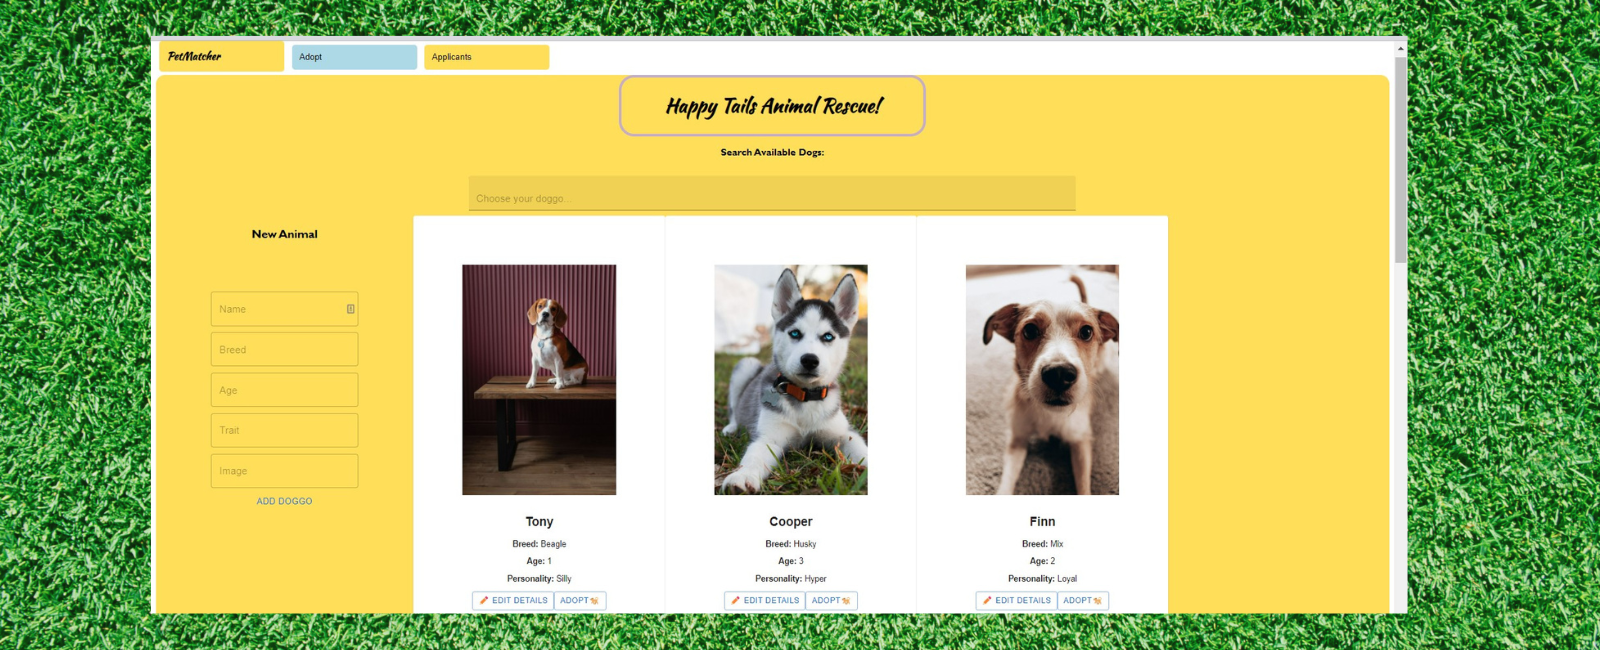 PetMatcher
Adopt
Applicants
Happy Tails Animal Rescue!
Search Available Dogs:
Choose your doggo...
New Animal
Name
Breed
Age
Trait
Image
ADD DOGGO
Tony
Breed: Beagle
Age: 1
Personality: Silly
EDIT DETAILS
ADOPT
Cooper
Breed: Husky
Age: 3
Personality: Hyper
EDIT DETAILS
ADOPT
Finn
Breed: Mix
Age: 2
Personality: Loyal
EDIT DETAILS
ADOPT